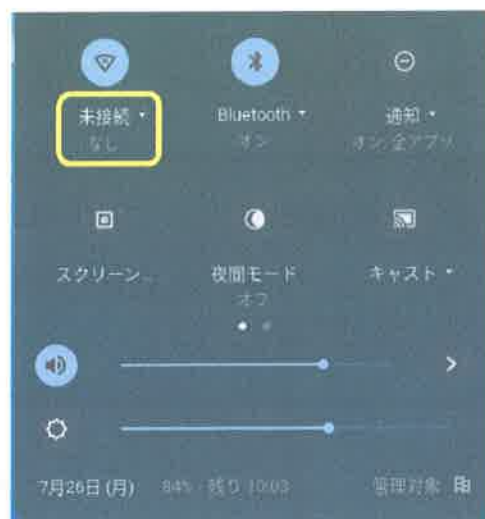 未接続 Bluetooth 通知
なし オン オン、全アプリ
スクリーン... 夜間モード キャスト
オフ
7月26日 (月) 84% - 残り 10:03 管理対象